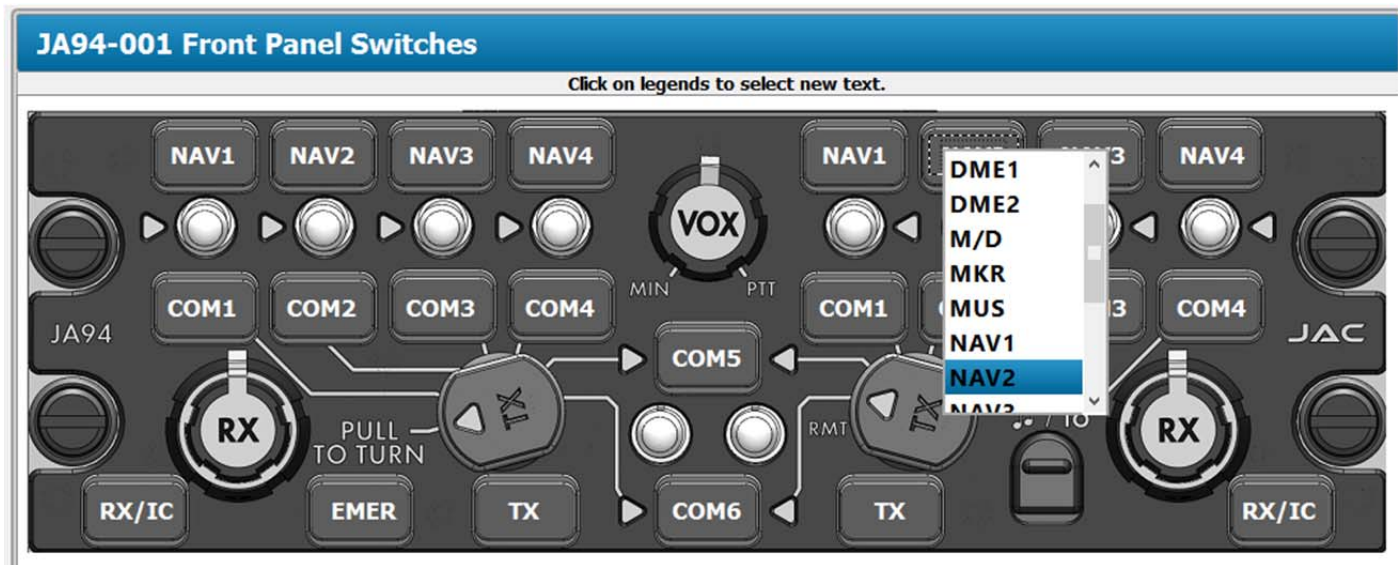 JA94-001 Front Panel Switches
Click on legends to select new text.
NAV1 NAV2 NAV3 NAV4 NAV1 NAV4
DME1
DME2
M/D
MKR
MUS
NAV1
NAV2
NAV3
VOX
MIN PTT
COM1 COM2 COM3 COM4 COM1 COM4
JA94 JAC
COM5
RX TX TX RX
PULL
TO TURN
RMT
RX/IC EMER TX COM6 TX RX/IC